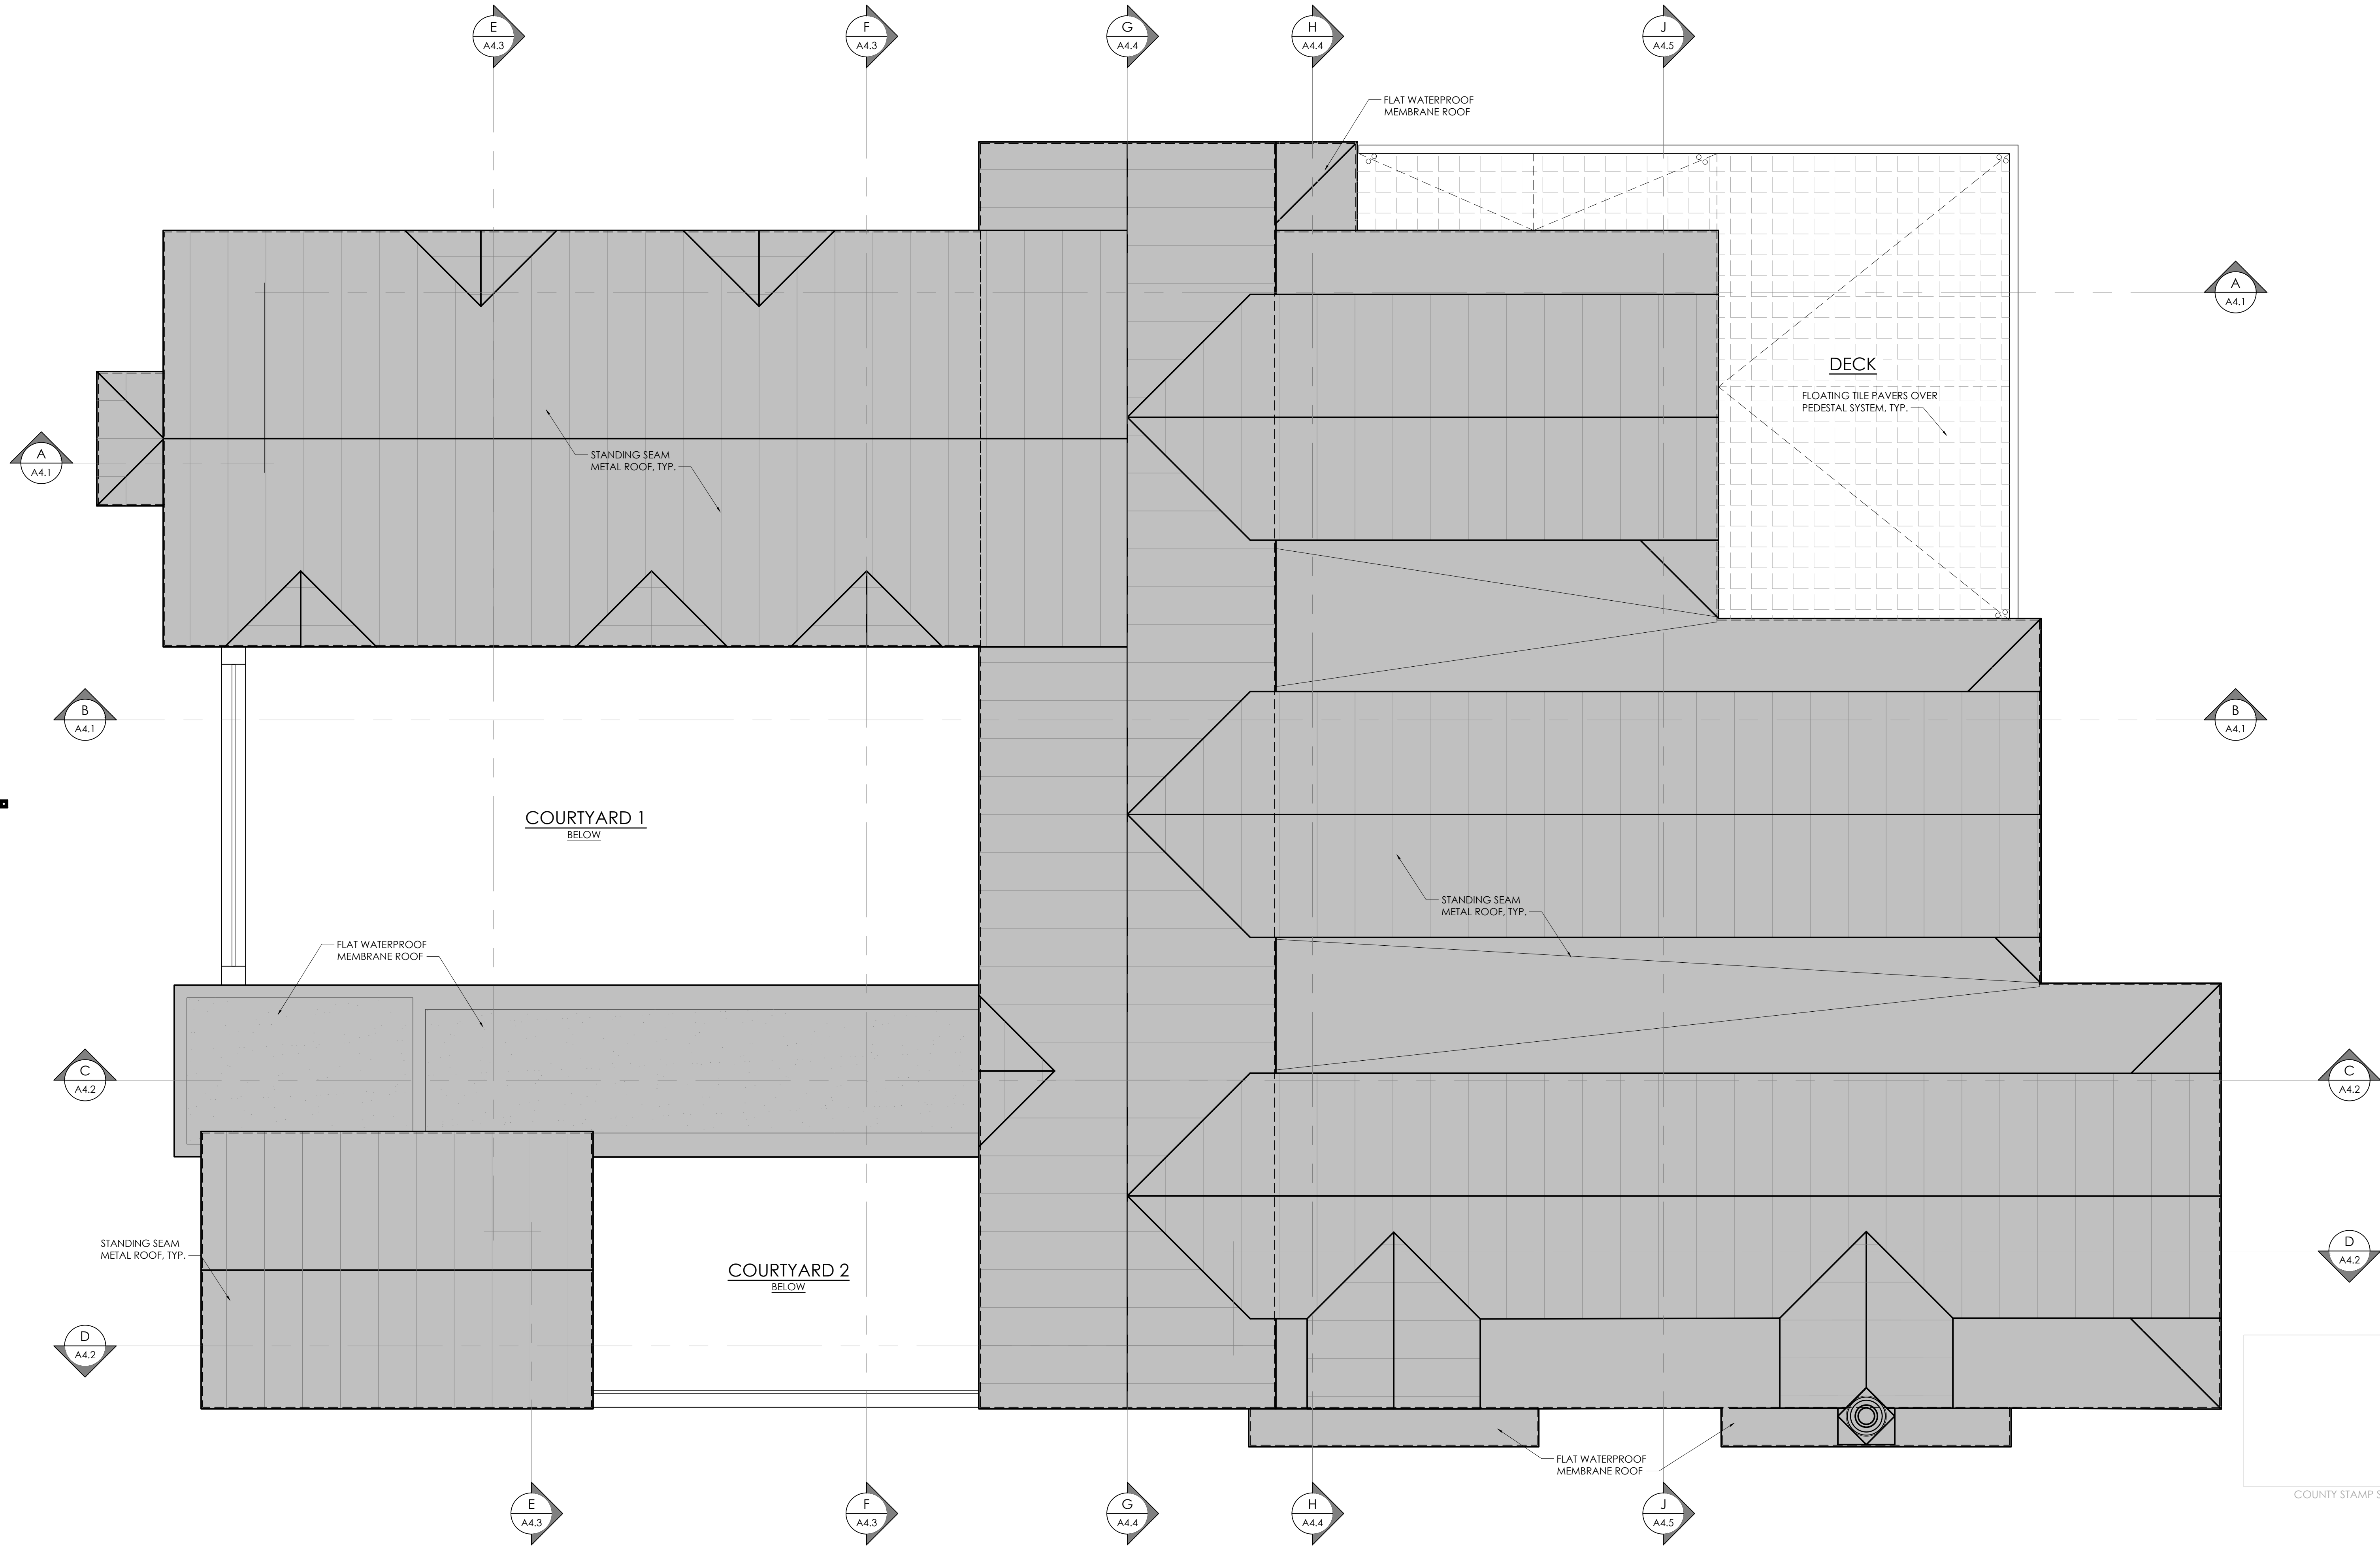 E
A4.3
F
A4.3
G
A4.4
H
A4.4
J
A4.5
FLAT WATERPROOF
MEMBRANE ROOF
A
A4.1
DECK
FLOATING TILE PAVERS OVER
PEDESTAL SYSTEM, TYP.
STANDING SEAM
METAL ROOF, TYP.
A
A4.1
B
A4.1
B
A4.1
COURTYARD 1
BELOW
STANDING SEAM
METAL ROOF, TYP.
FLAT WATERPROOF
MEMBRANE ROOF
C
A4.2
C
A4.2
STANDING SEAM
METAL ROOF, TYP.
D
A4.2
COURTYARD 2
BELOW
D
A4.2
FLAT WATERPROOF
MEMBRANE ROOF
COUNTY STAMP S
E
A4.3
F
A4.3
G
A4.4
H
A4.4
J
A4.5